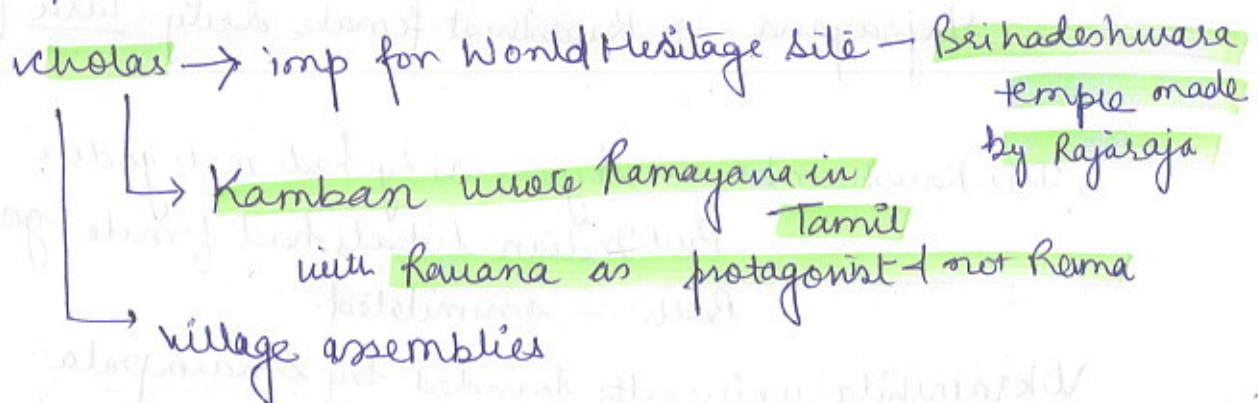 Cholas → imp for World Heritage Site – Brihadeshwara
temple made
by Rajaraja
→ Kamban wrote Ramayana in
Tamil
with Ravana as protagonist & not Rama
→ village assemblies